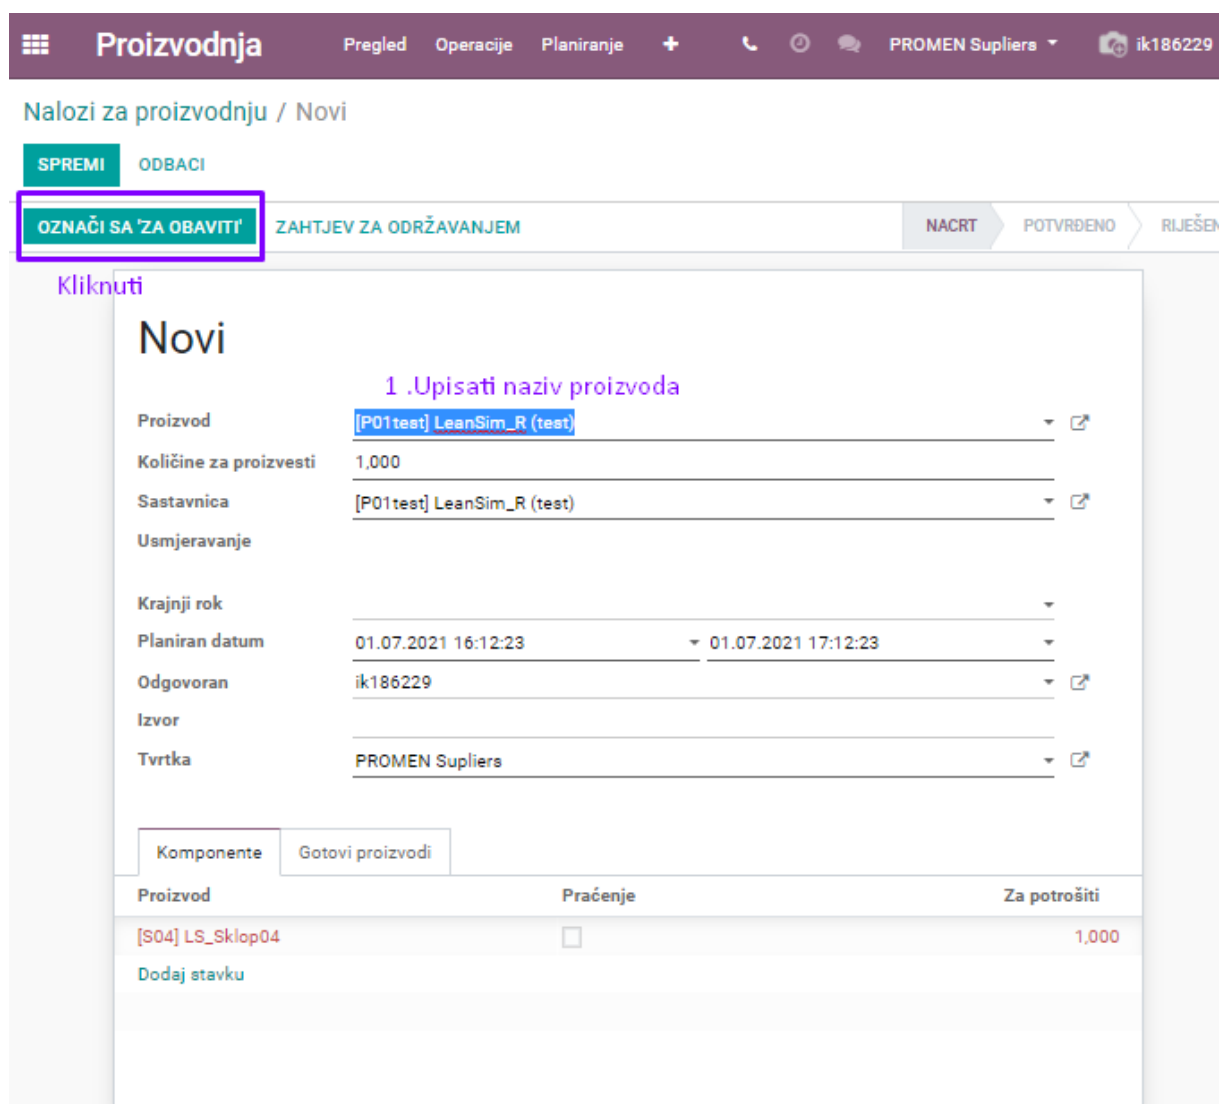 Proizvodnja Pregled Operacije Planiranje + PROMEN Supliers ik186229
Nalozi za proizvodnju / Novi
SPREMI ODBACI
OZNAČI SA 'ZA OBAVITI' ZAHTJEV ZA ODRŽAVANJEM NACRT POTVRĐENO RIJEŠEN
Kliknuti
Novi
1 .Upisati naziv proizvoda
Proizvod [P01test] LeanSim_R (test)
Količine za proizvesti 1,000
Sastavnica [P01test] LeanSim_R (test)
Usmjeravanje
Krajnji rok
Planiran datum 01.07.2021 16:12:23 01.07.2021 17:12:23
Odgovoran ik186229
Izvor
Tvrtka PROMEN Supliers
Komponente Gotovi proizvodi
Proizvod Praćenje Za potrošiti
[S04] LS_Sklop04 1,000
Dodaj stavku